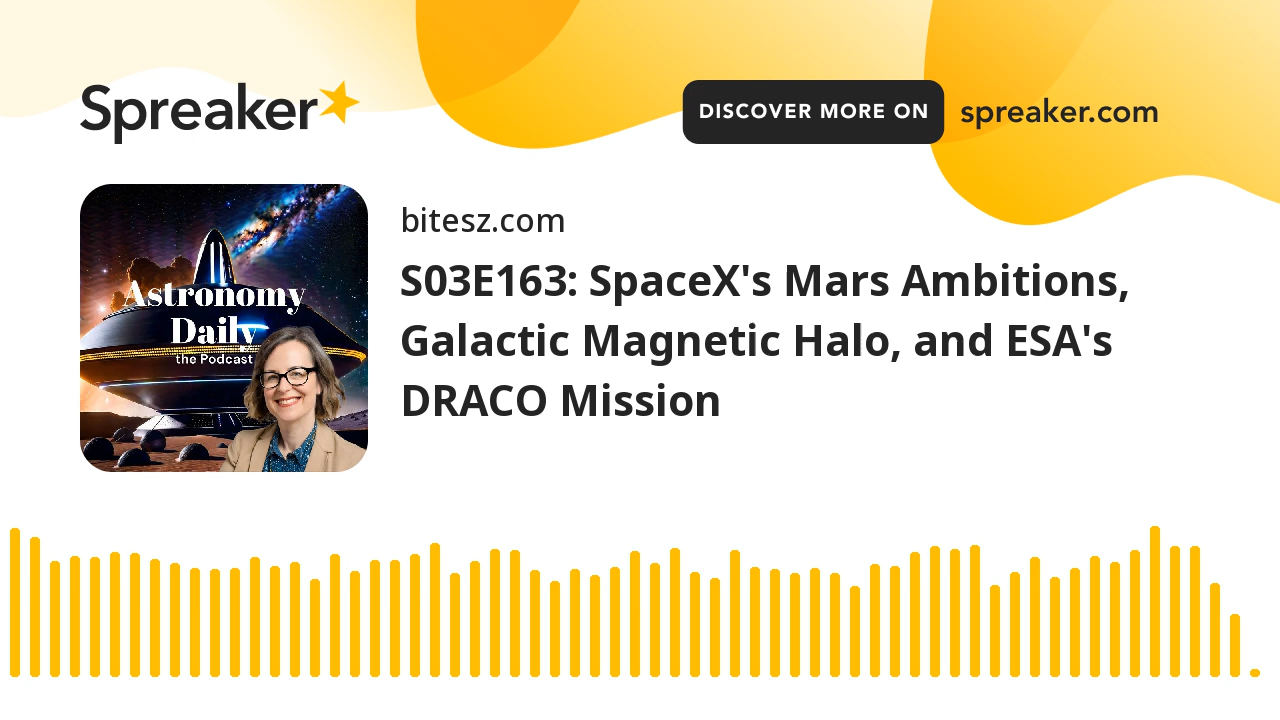 Spreaker
DISCOVER MORE ON
spreaker.com
Astronomy
Daily
the Podcast
bitesz.com
S03E163: SpaceX's Mars Ambitions,
Galactic Magnetic Halo, and ESA's
DRACO Mission